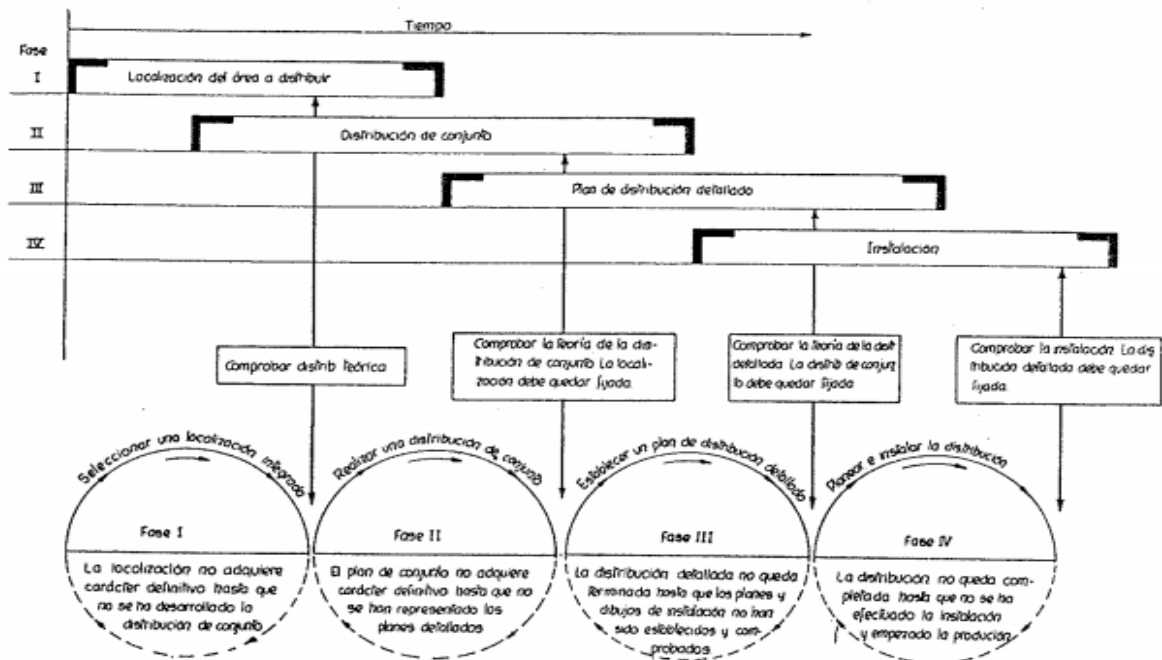 Tiempo
Fase
I
Localización del área a distribuir
II
Distribución de conjunto
III
Plan de distribución detallado
IV
Instalación
Comprobar distrib teórica
Comprobar la teoría de la dis-
tribución de conjunto La locali-
zación debe quedar fijada.
Comprobar la teoría de la distr
detallada La distrib de conjun
to debe quedar fijada
Comprobar la instalación La dis
tribución detallada debe quedar
fijada.
Seleccionar una localización integrado
Realizar una distribución de conjunto
Establecer un plan de distribución detallado
Planear e instalar la distribución
Fase I
La localización no adquiere
carácter definitivo hasta que
no se ha desarrollado la
distribución de conjunto
Fase II
El plan de conjunto no adquiere
carácter definitivo hasta que no
se han representado los
planes detallados
Fase III
La distribución detallada no queda
terminada hasta que los planes y
dibujos de instalación no han
sido establecidos y com-
probados
Fase IV
La distribución no queda com-
pletada hasta que no se ha
efectuado la instalación
y empezado la produción